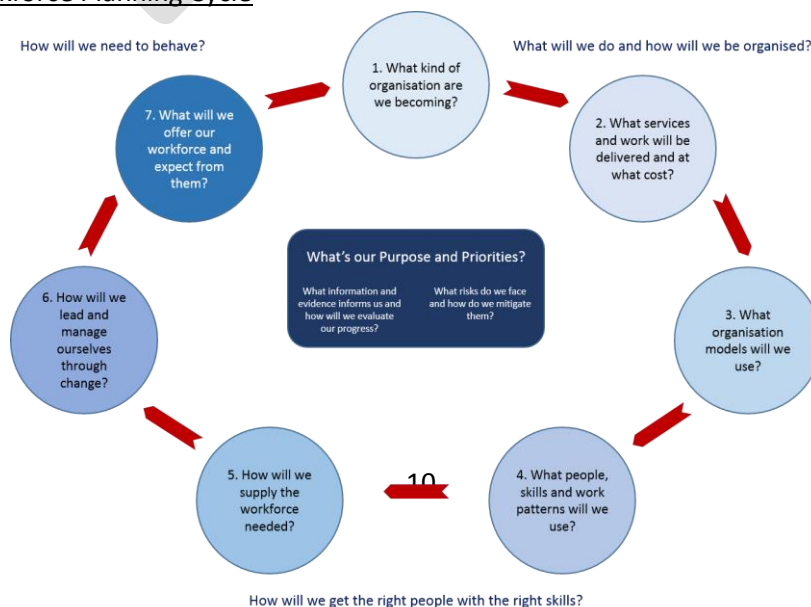 Planning Cycle
How will we need to behave?
What will we do and how will we be organised?
1. What kind of
organisation are
we becoming?
2. What services
and work will be
delivered and at
what cost?
3. What
organisation
models will we
use?
4. What people,
skills and work
patterns will we
use?
5. How will we
supply the
workforce
needed?
6. How will we
lead and
manage
ourselves
through
change?
7. What will we
offer our
workforce and
expect from
them?
What's our Purpose and Priorities?
What information and
evidence informs us and
how will we evaluate
our progress?
What risks do we face
and how do we mitigate
them?
10
How will we get the right people with the right skills?